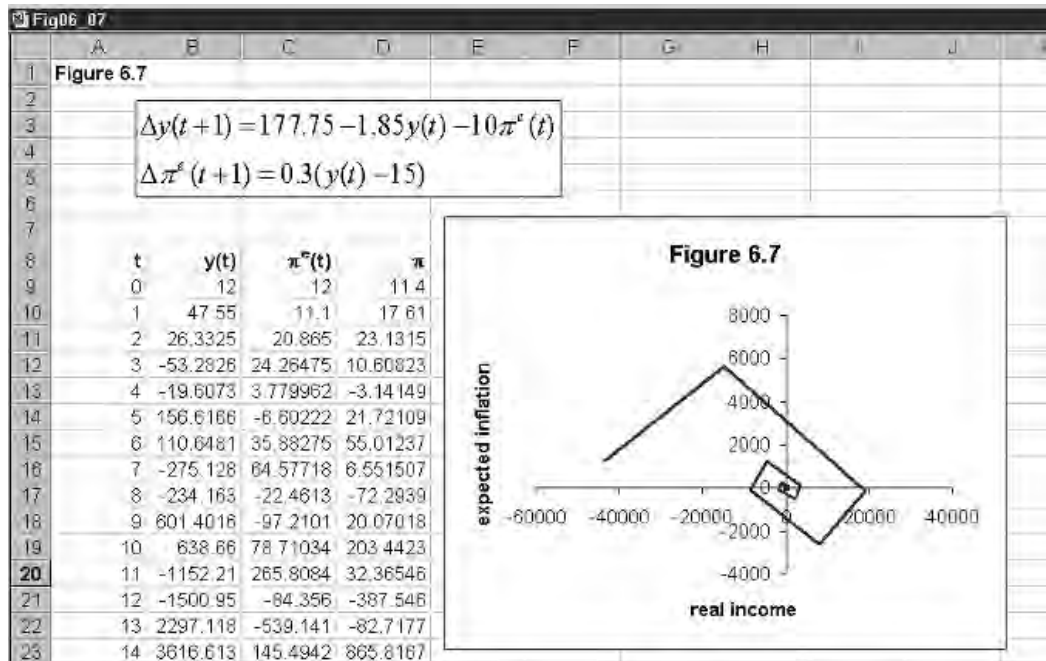 Fig06_07
A B C D E F G H I J
1 Figure 6.7
2
3 Δy(t+1) = 177.75 − 1.85y(t) − 10πᵉ(t)
4
5 Δπᵉ(t+1) = 0.3(y(t) − 15)
6
7
8 t y(t) πᵉ(t) π
9 0 12 12 11.4
10 1 47.55 11.1 17.61
11 2 26.3325 20.865 23.1315
12 3 -53.2826 24.26475 10.60823
13 4 -19.6073 3.779962 -3.14149
14 5 156.6166 -6.60222 21.72109
15 6 110.6481 35.88275 55.01237
16 7 -275.128 64.57718 6.551507
17 8 -234.163 -22.4613 -72.2939
18 9 601.4016 -97.2101 20.07018
19 10 638.66 78.71034 203.4423
20 11 -1152.21 265.8084 32.36546
21 12 -1500.95 -84.356 -387.546
22 13 2297.118 -539.141 -82.7177
23 14 3616.613 145.4942 865.8167
Figure 6.7
8000
6000
4000
2000
0
-2000
-4000
-60000 -40000 -20000 0 20000 40000
expected inflation
real income